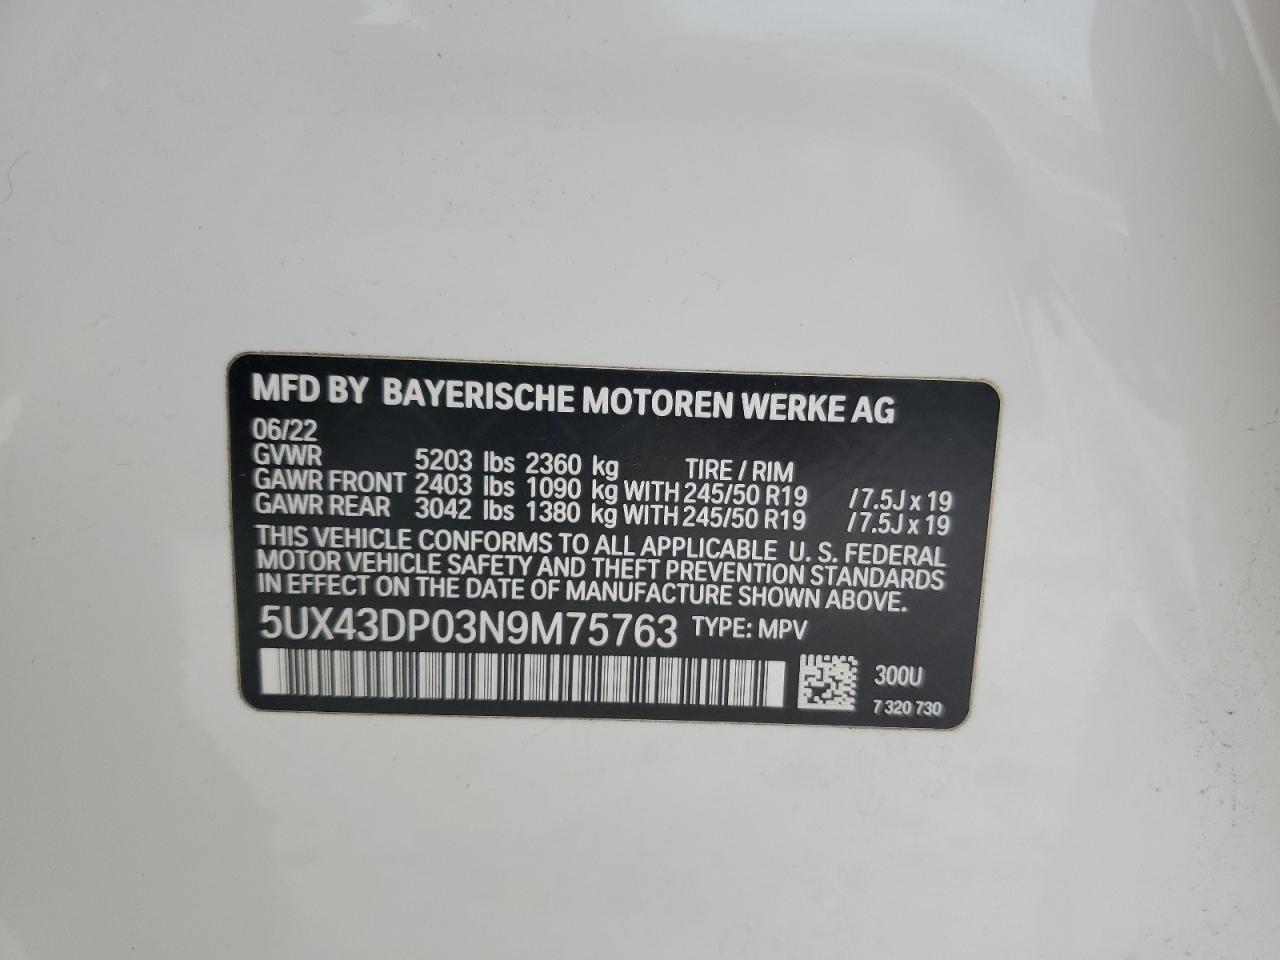 MFD BY BAYERISCHE MOTOREN WERKE AG
06/22
GVWR 5203 lbs 2360 kg TIRE / RIM
GAWR FRONT 2403 lbs 1090 kg WITH 245/50 R19 /7.5J x 19
GAWR REAR 3042 lbs 1380 kg WITH 245/50 R19 /7.5J x 19
THIS VEHICLE CONFORMS TO ALL APPLICABLE U. S. FEDERAL
MOTOR VEHICLE SAFETY AND THEFT PREVENTION STANDARDS
IN EFFECT ON THE DATE OF MANUFACTURE SHOWN ABOVE.
5UX43DP03N9M75763 TYPE: MPV
300U
7 320 730